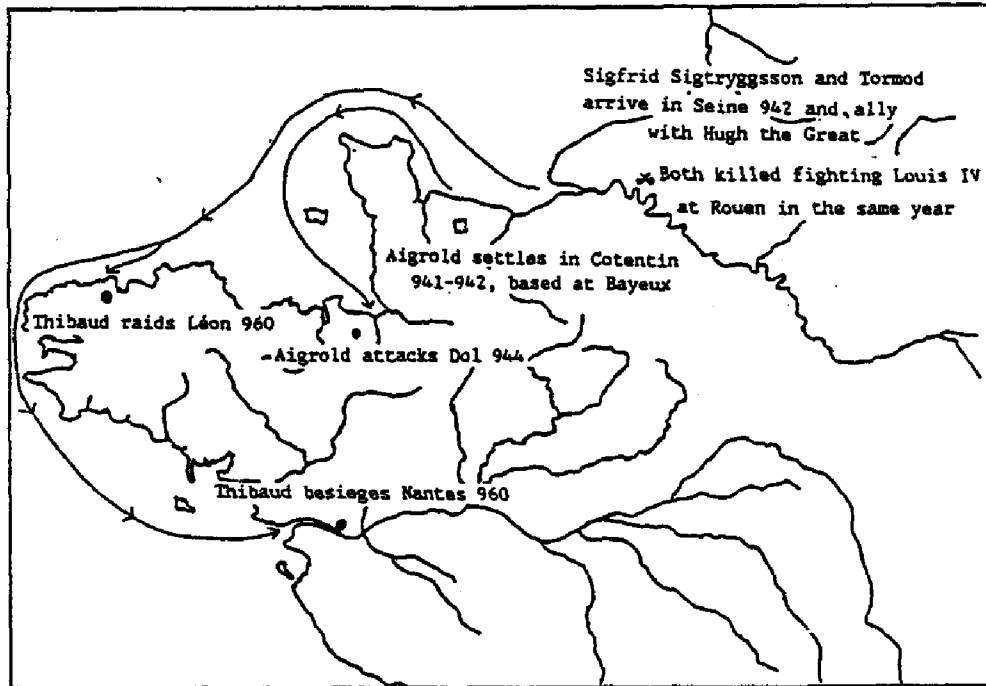 Sigfrid Sigtryggsson and Tormod
arrive in Seine 942 and ally
with Hugh the Great
Both killed fighting Louis IV
at Rouen in the same year
Aigrold settles in Cotentin
941-942, based at Bayeux
Thibaud raids Léon 960
Aigrold attacks Dol 944
Thibaud besieges Nantes 960